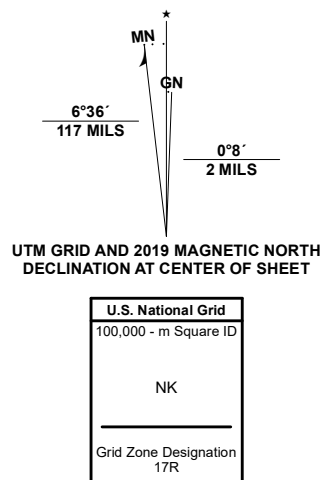 ★
MN
GN
6°36´
117 MILS
0°8´
2 MILS
UTM GRID AND 2019 MAGNETIC NORTH
DECLINATION AT CENTER OF SHEET
U.S. National Grid
100,000 - m Square ID
NK
Grid Zone Designation
17R